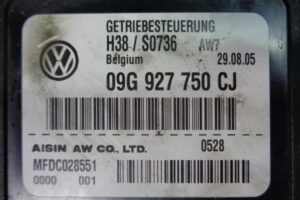 GETRIEBESTEUERUNG
H38 / S0736 AW7
Belgium 29.08.05
09G 927 750 CJ
AISIN AW CO., LTD. 0528
MFDC028551
0000 001